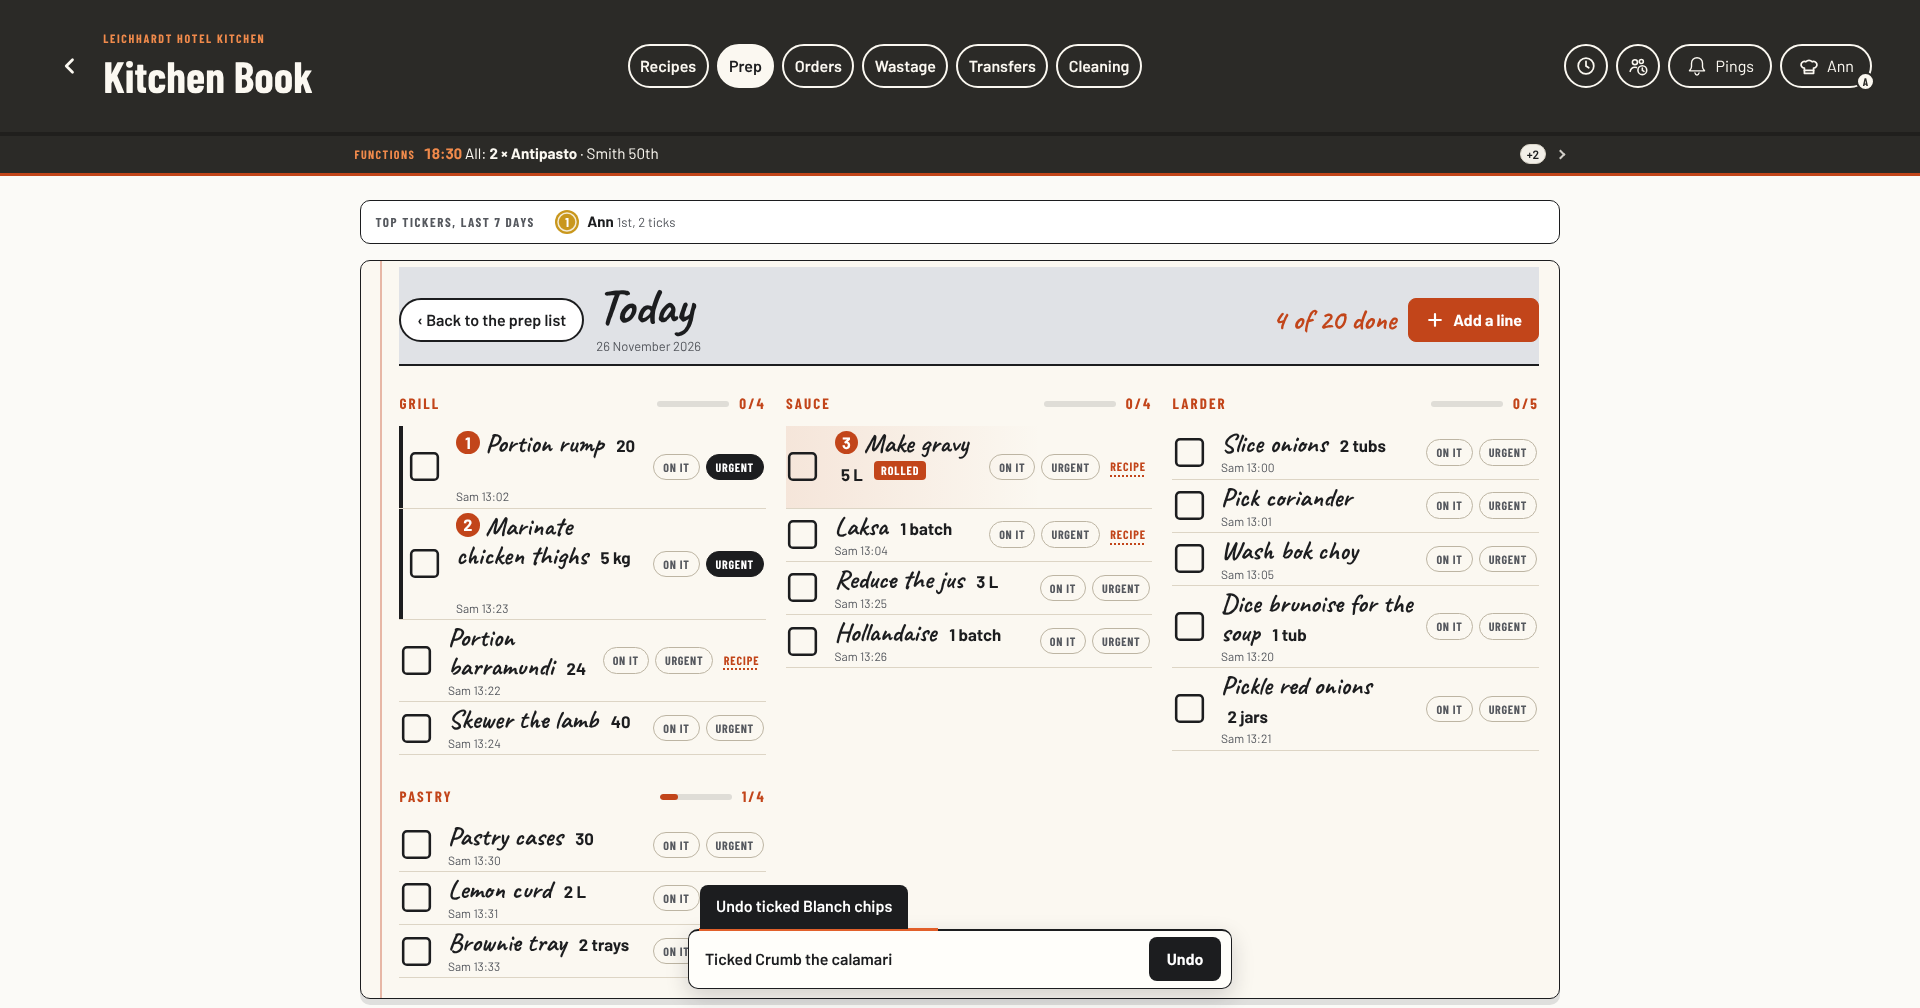 LEICHHARDT HOTEL KITCHEN
Kitchen Book
Recipes
Prep
Orders
Wastage
Transfers
Cleaning
Pings
Ann
A
FUNCTIONS 18:30 All: 2 × Antipasto · Smith 50th
+2
TOP TICKERS, LAST 7 DAYS
1 Ann 1st, 2 ticks
‹ Back to the prep list
Today
26 November 2026
4 of 20 done
+ Add a line
GRILL 0/4
1 Portion rump 20
ON IT URGENT
Sam 13:02
2 Marinate
chicken thighs 5 kg
ON IT URGENT
Sam 13:23
Portion
barramundi 24
ON IT URGENT RECIPE
Sam 13:22
Skewer the lamb 40
ON IT URGENT
Sam 13:24
SAUCE 0/4
3 Make gravy
5 L ROLLED
ON IT URGENT RECIPE
Laksa 1 batch
ON IT URGENT RECIPE
Sam 13:04
Reduce the jus 3 L
ON IT URGENT
Sam 13:25
Hollandaise 1 batch
ON IT URGENT
Sam 13:26
LARDER 0/5
Slice onions 2 tubs
ON IT URGENT
Sam 13:00
Pick coriander
ON IT URGENT
Sam 13:01
Wash bok choy
ON IT URGENT
Sam 13:05
Dice brunoise for the
soup 1 tub
ON IT URGENT
Sam 13:20
Pickle red onions
2 jars
ON IT URGENT
Sam 13:21
PASTRY 1/4
Pastry cases 30
ON IT URGENT
Sam 13:30
Lemon curd 2 L
ON IT
Sam 13:31
Brownie tray 2 trays
ON IT
Sam 13:33
Undo ticked Blanch chips
Ticked Crumb the calamari
Undo